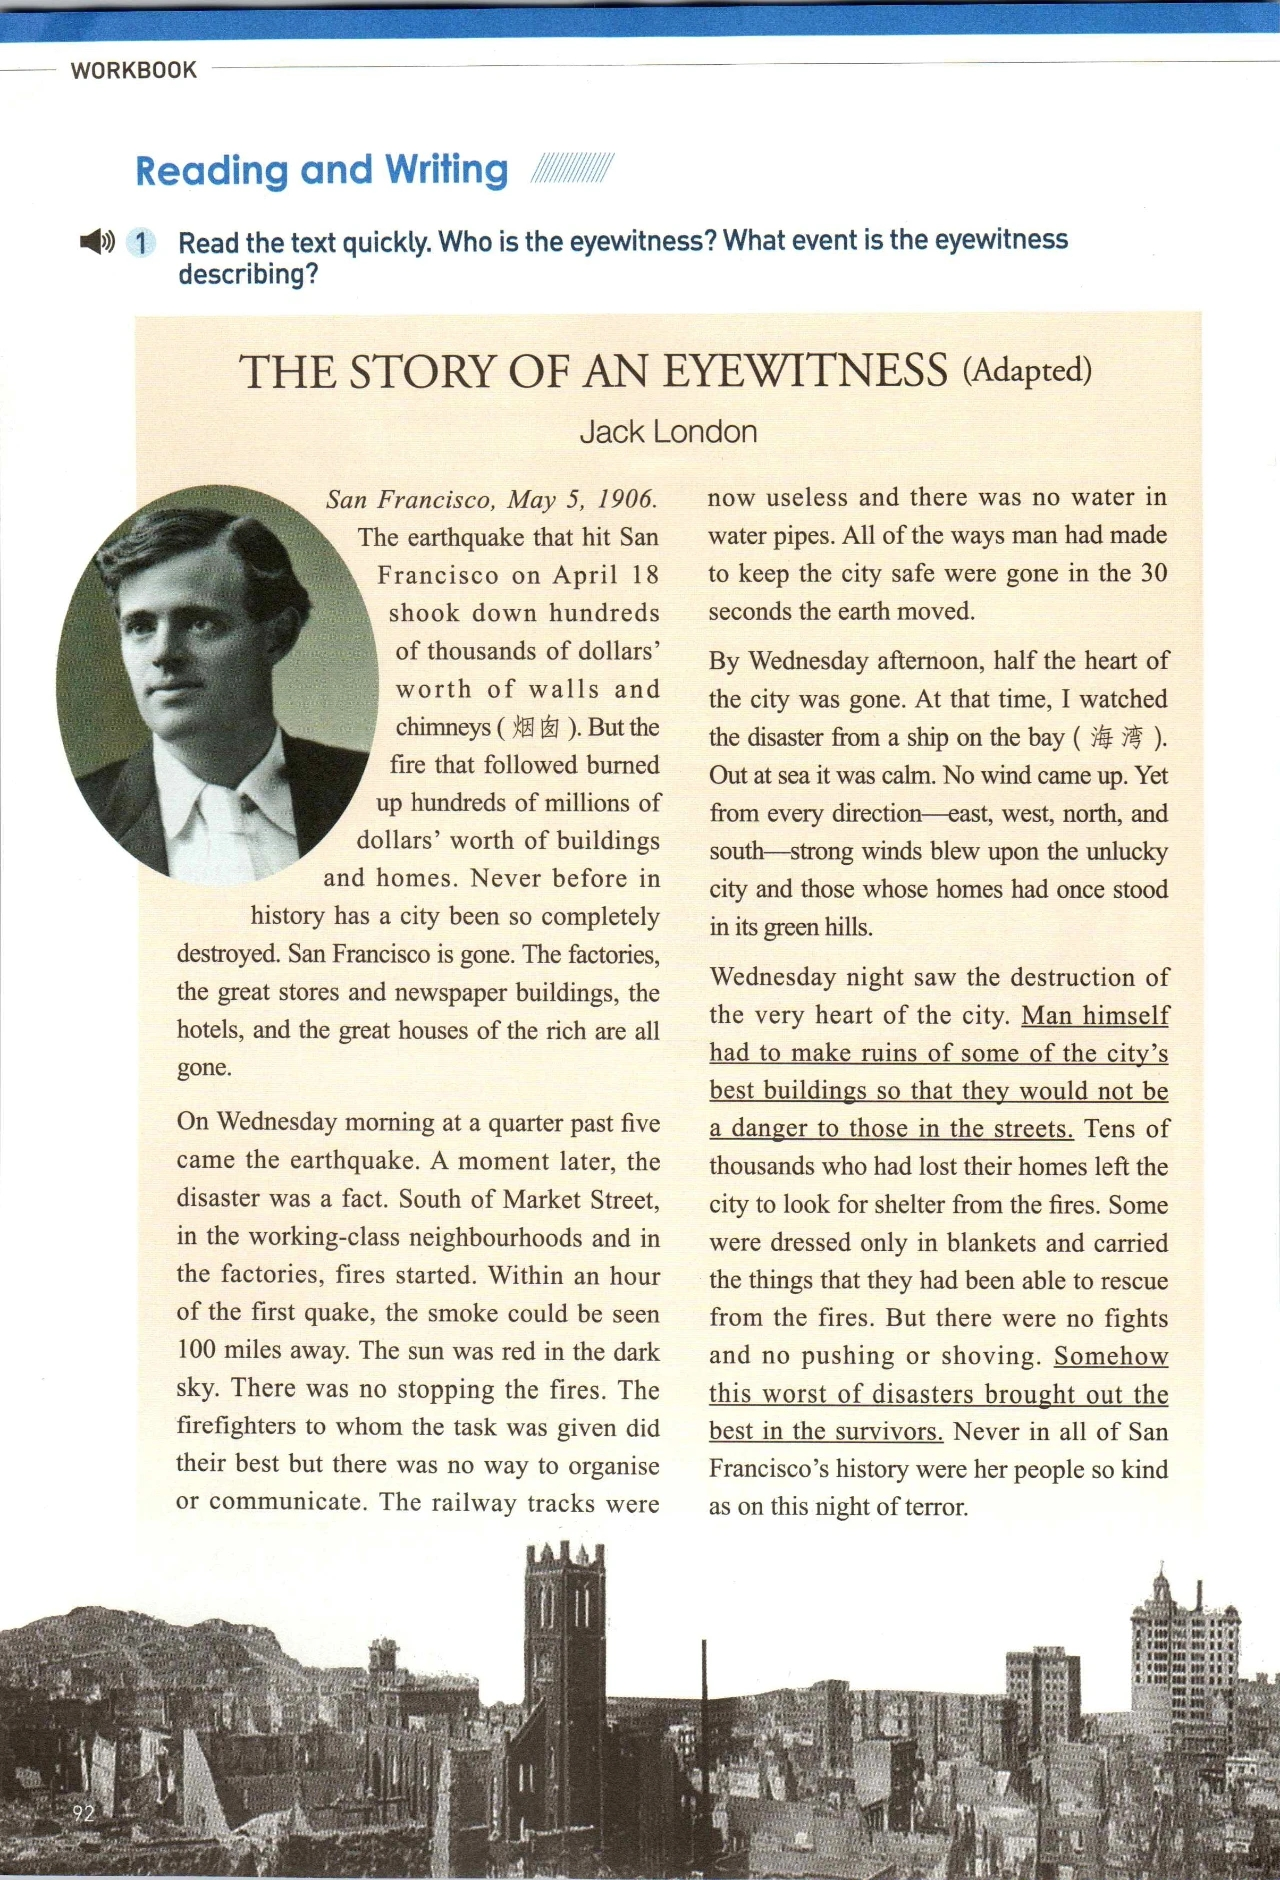 WORKBOOK
Reading and Writing
1 Read the text quickly. Who is the eyewitness? What event is the eyewitness
describing?
THE STORY OF AN EYEWITNESS (Adapted)
Jack London
San Francisco, May 5, 1906.
The earthquake that hit San
Francisco on April 18
shook down hundreds
of thousands of dollars'
worth of walls and
chimneys ( 烟囱 ). But the
fire that followed burned
up hundreds of millions of
dollars' worth of buildings
and homes. Never before in
history has a city been so completely
destroyed. San Francisco is gone. The factories,
the great stores and newspaper buildings, the
hotels, and the great houses of the rich are all
gone.
On Wednesday morning at a quarter past five
came the earthquake. A moment later, the
disaster was a fact. South of Market Street,
in the working-class neighbourhoods and in
the factories, fires started. Within an hour
of the first quake, the smoke could be seen
100 miles away. The sun was red in the dark
sky. There was no stopping the fires. The
firefighters to whom the task was given did
their best but there was no way to organise
or communicate. The railway tracks were
now useless and there was no water in
water pipes. All of the ways man had made
to keep the city safe were gone in the 30
seconds the earth moved.
By Wednesday afternoon, half the heart of
the city was gone. At that time, I watched
the disaster from a ship on the bay ( 海湾 ).
Out at sea it was calm. No wind came up. Yet
from every direction—east, west, north, and
south—strong winds blew upon the unlucky
city and those whose homes had once stood
in its green hills.
Wednesday night saw the destruction of
the very heart of the city. Man himself
had to make ruins of some of the city's
best buildings so that they would not be
a danger to those in the streets. Tens of
thousands who had lost their homes left the
city to look for shelter from the fires. Some
were dressed only in blankets and carried
the things that they had been able to rescue
from the fires. But there were no fights
and no pushing or shoving. Somehow
this worst of disasters brought out the
best in the survivors. Never in all of San
Francisco's history were her people so kind
as on this night of terror.
92